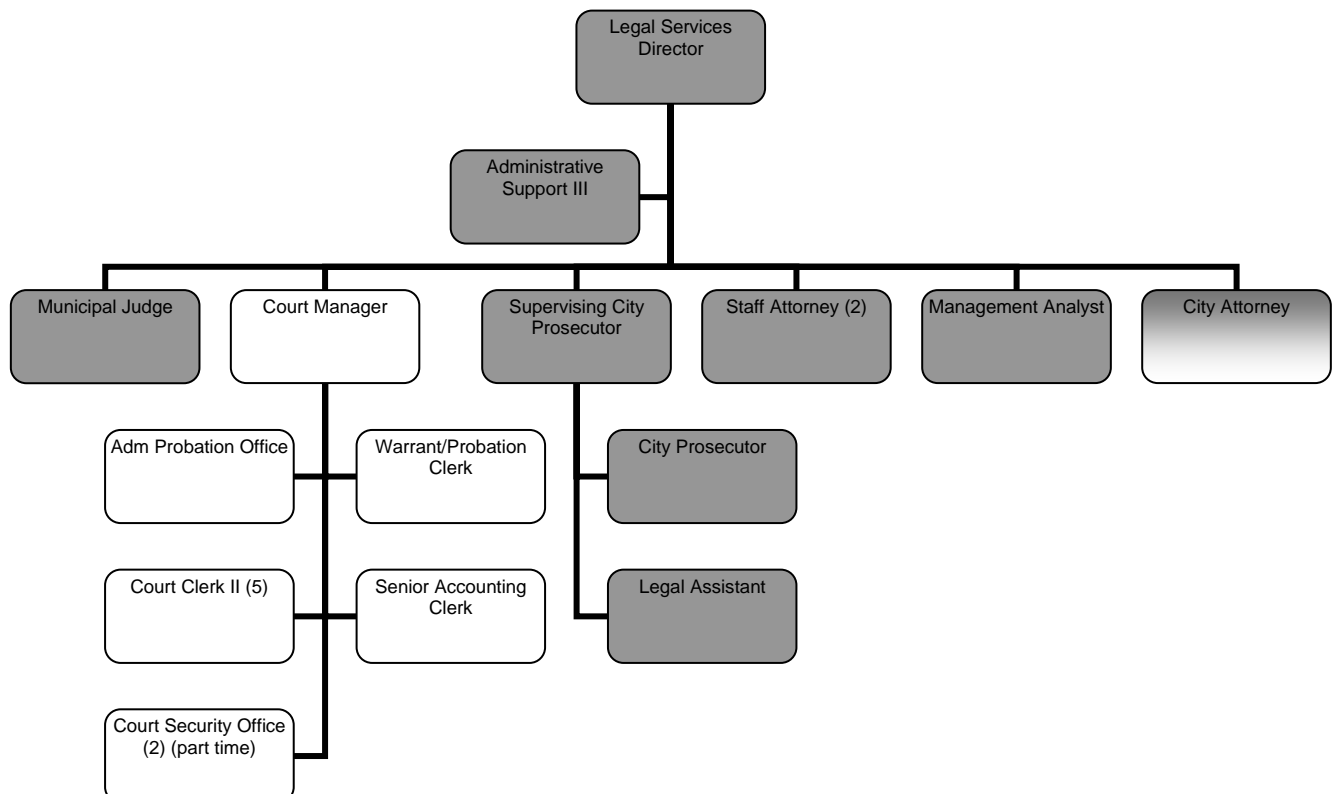 Legal Services
Director
Administrative
Support III
Municipal Judge
Court Manager
Supervising City
Prosecutor
Staff Attorney (2)
Management Analyst
City Attorney
Adm Probation Office
Warrant/Probation
Clerk
City Prosecutor
Court Clerk II (5)
Senior Accounting
Clerk
Legal Assistant
Court Security Office
(2) (part time)